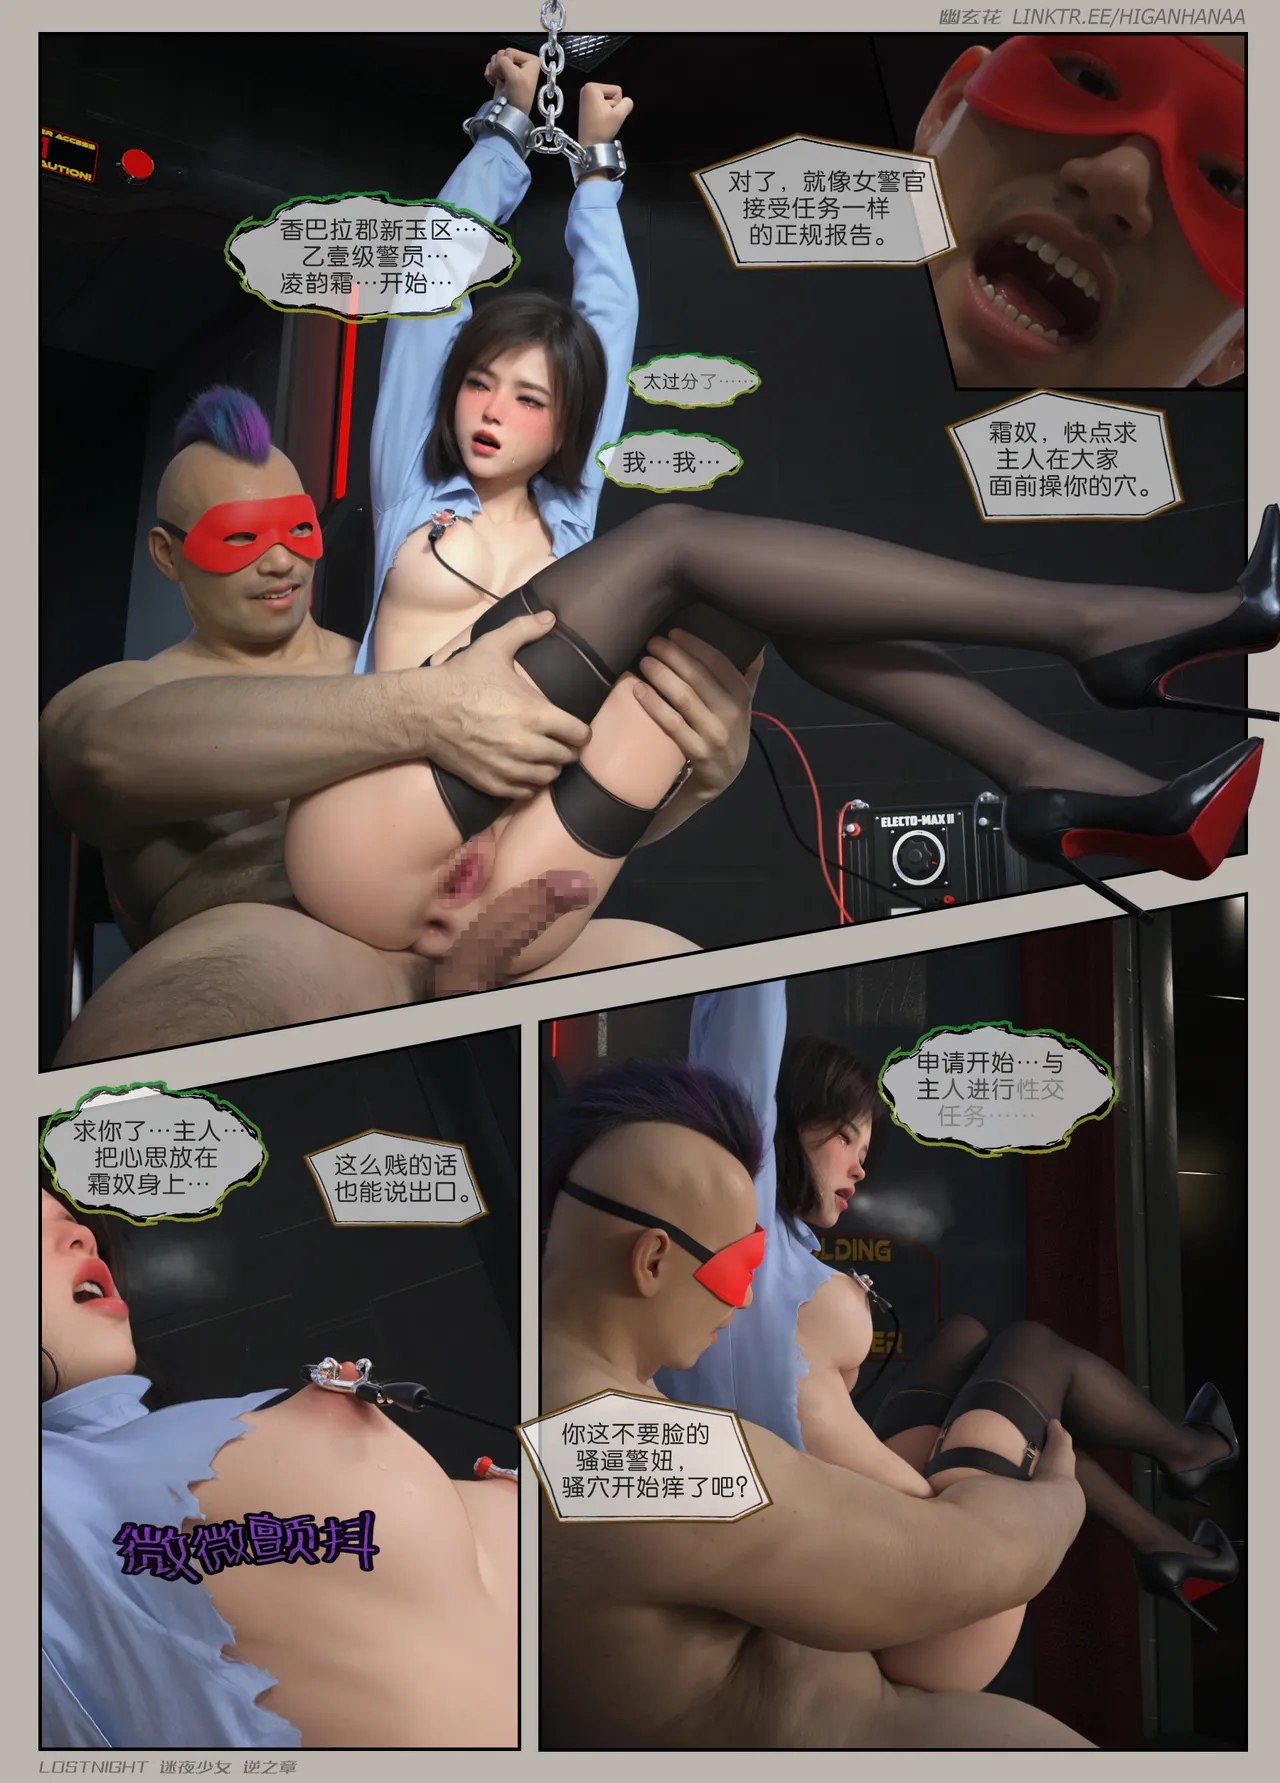 幽玄花 LINKTR.EE/HIGANHANAA
ER ACCESS
AUTION!
对了，就像女警官
接受任务一样
的正规报告。
香巴拉郡新玉区…
乙壹级警员…
凌韵霜…开始…
太过分了……
我…我…
霜奴，快点求
主人在大家
面前操你的穴。
ELECTO-MAX II
求你了…主人…
把心思放在
霜奴身上…
这么贱的话
也能说出口。
微微颤抖
申请开始…与
主人进行性交
任务……
LDING
ER
你这不要脸的
骚逼警妞，
骚穴开始痒了吧？
LOSTNIGHT 迷夜少女 逆之章